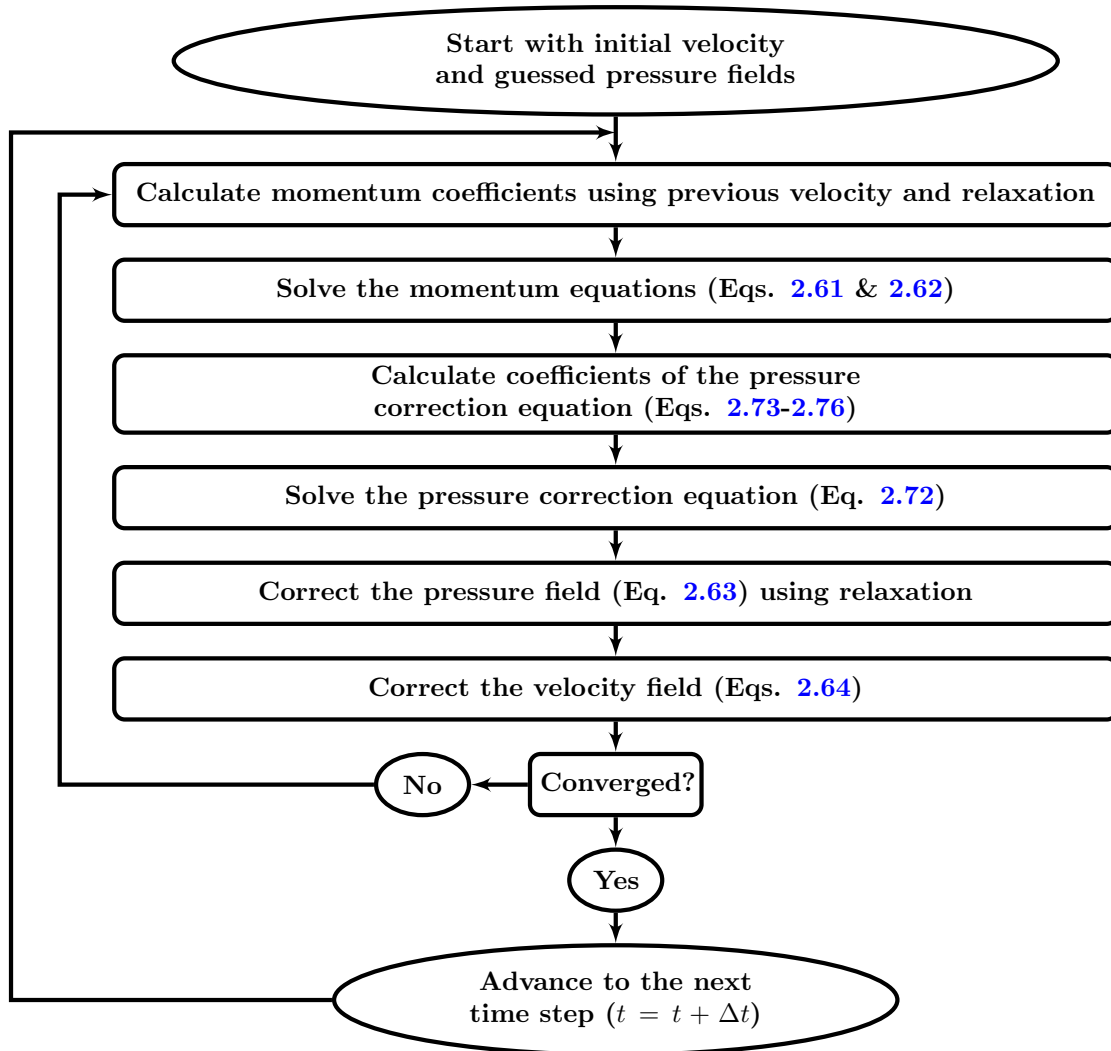 Start with initial velocity
and guessed pressure fields
Calculate momentum coefficients using previous velocity and relaxation
Solve the momentum equations (Eqs. 2.61 & 2.62)
Calculate coefficients of the pressure
correction equation (Eqs. 2.73-2.76)
Solve the pressure correction equation (Eq. 2.72)
Correct the pressure field (Eq. 2.63) using relaxation
Correct the velocity field (Eqs. 2.64)
No
Converged?
Yes
Advance to the next
time step (t = t + Δt)